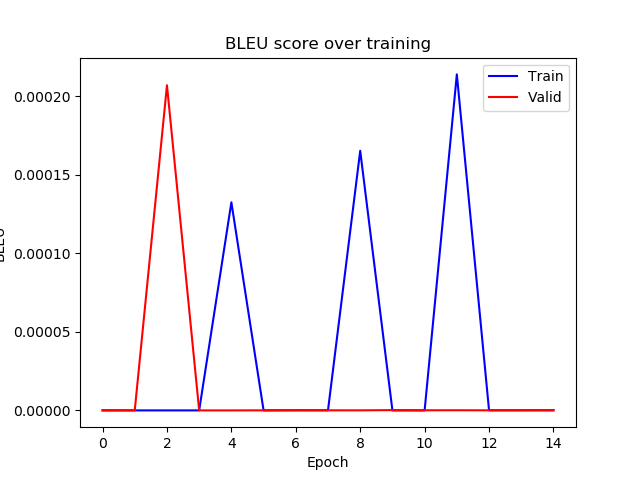 BLEU score over training
Train
Valid
0.00020
0.00015
0.00010
0.00005
0.00000
BLEU
0 2 4 6 8 10 12 14
Epoch